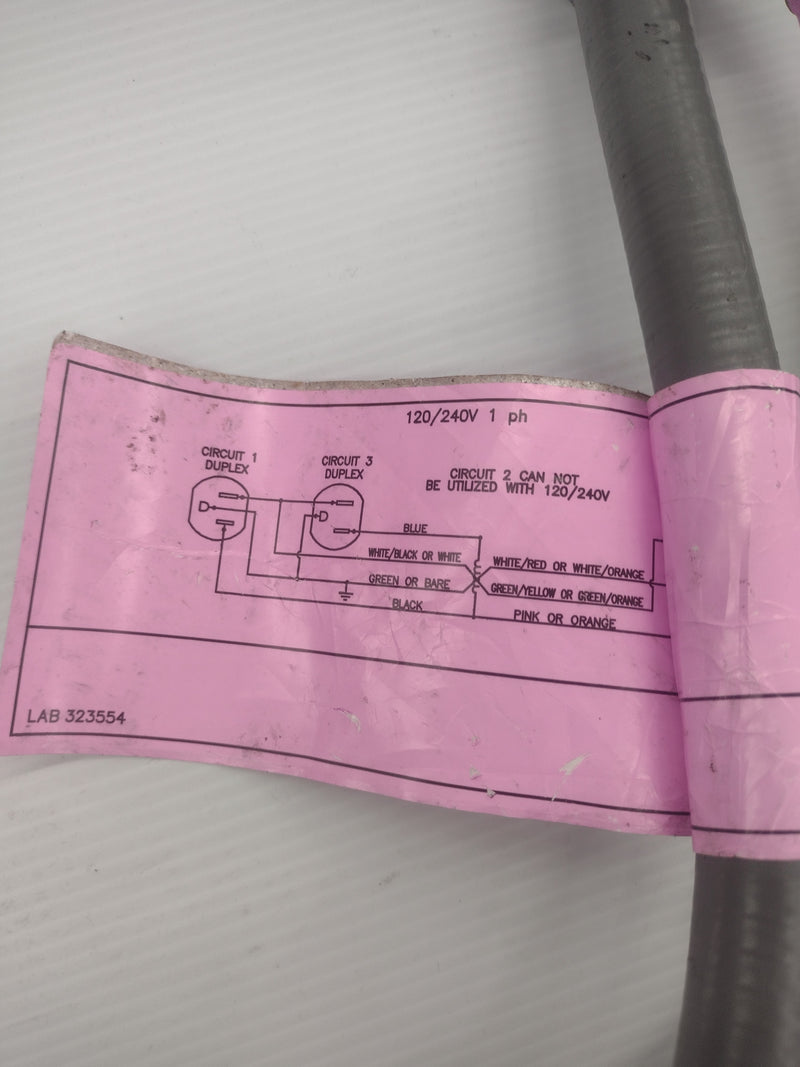 120/240V 1 ph
CIRCUIT 1
DUPLEX
CIRCUIT 3
DUPLEX
CIRCUIT 2 CAN NOT
BE UTILIZED WITH 120/240V
BLUE
WHITE/BLACK OR WHITE
WHITE/RED OR WHITE/ORANGE
GREEN OR BARE
GREEN/YELLOW OR GREEN/ORANGE
BLACK
PINK OR ORANGE
LAB 323554